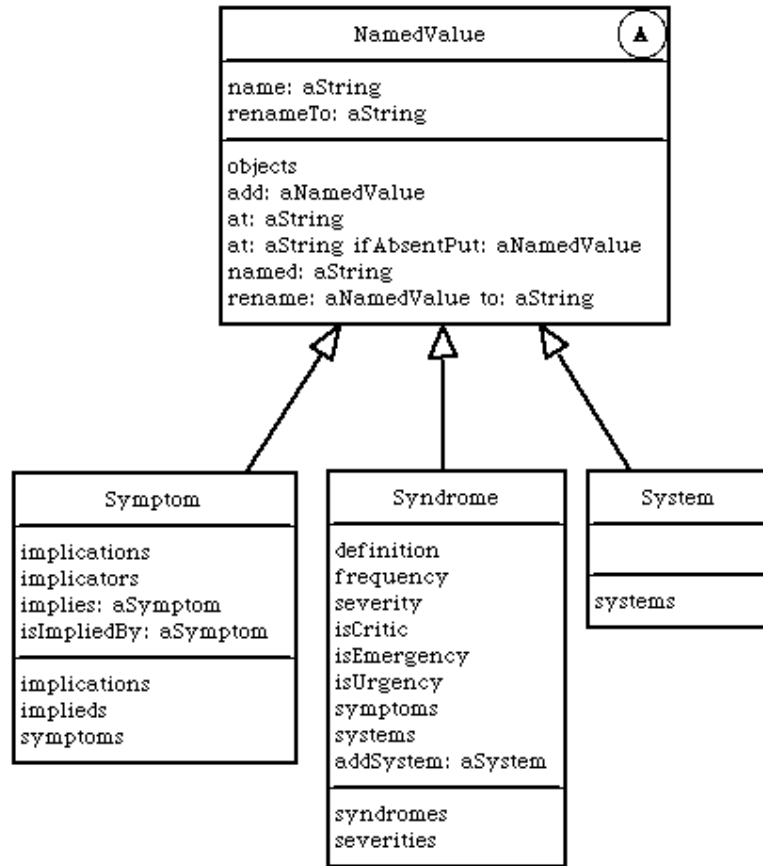 NamedValue
A
name: aString
renameTo: aString
objects
add: aNamedValue
at: aString
at: aString ifAbsentPut: aNamedValue
named: aString
rename: aNamedValue to: aString
Symptom
implications
implicators
implies: aSymptom
isImpliedBy: aSymptom
implications
implieds
symptoms
Syndrome
definition
frequency
severity
isCritic
isEmergency
isUrgency
symptoms
systems
addSystem: aSystem
syndromes
severities
System
systems